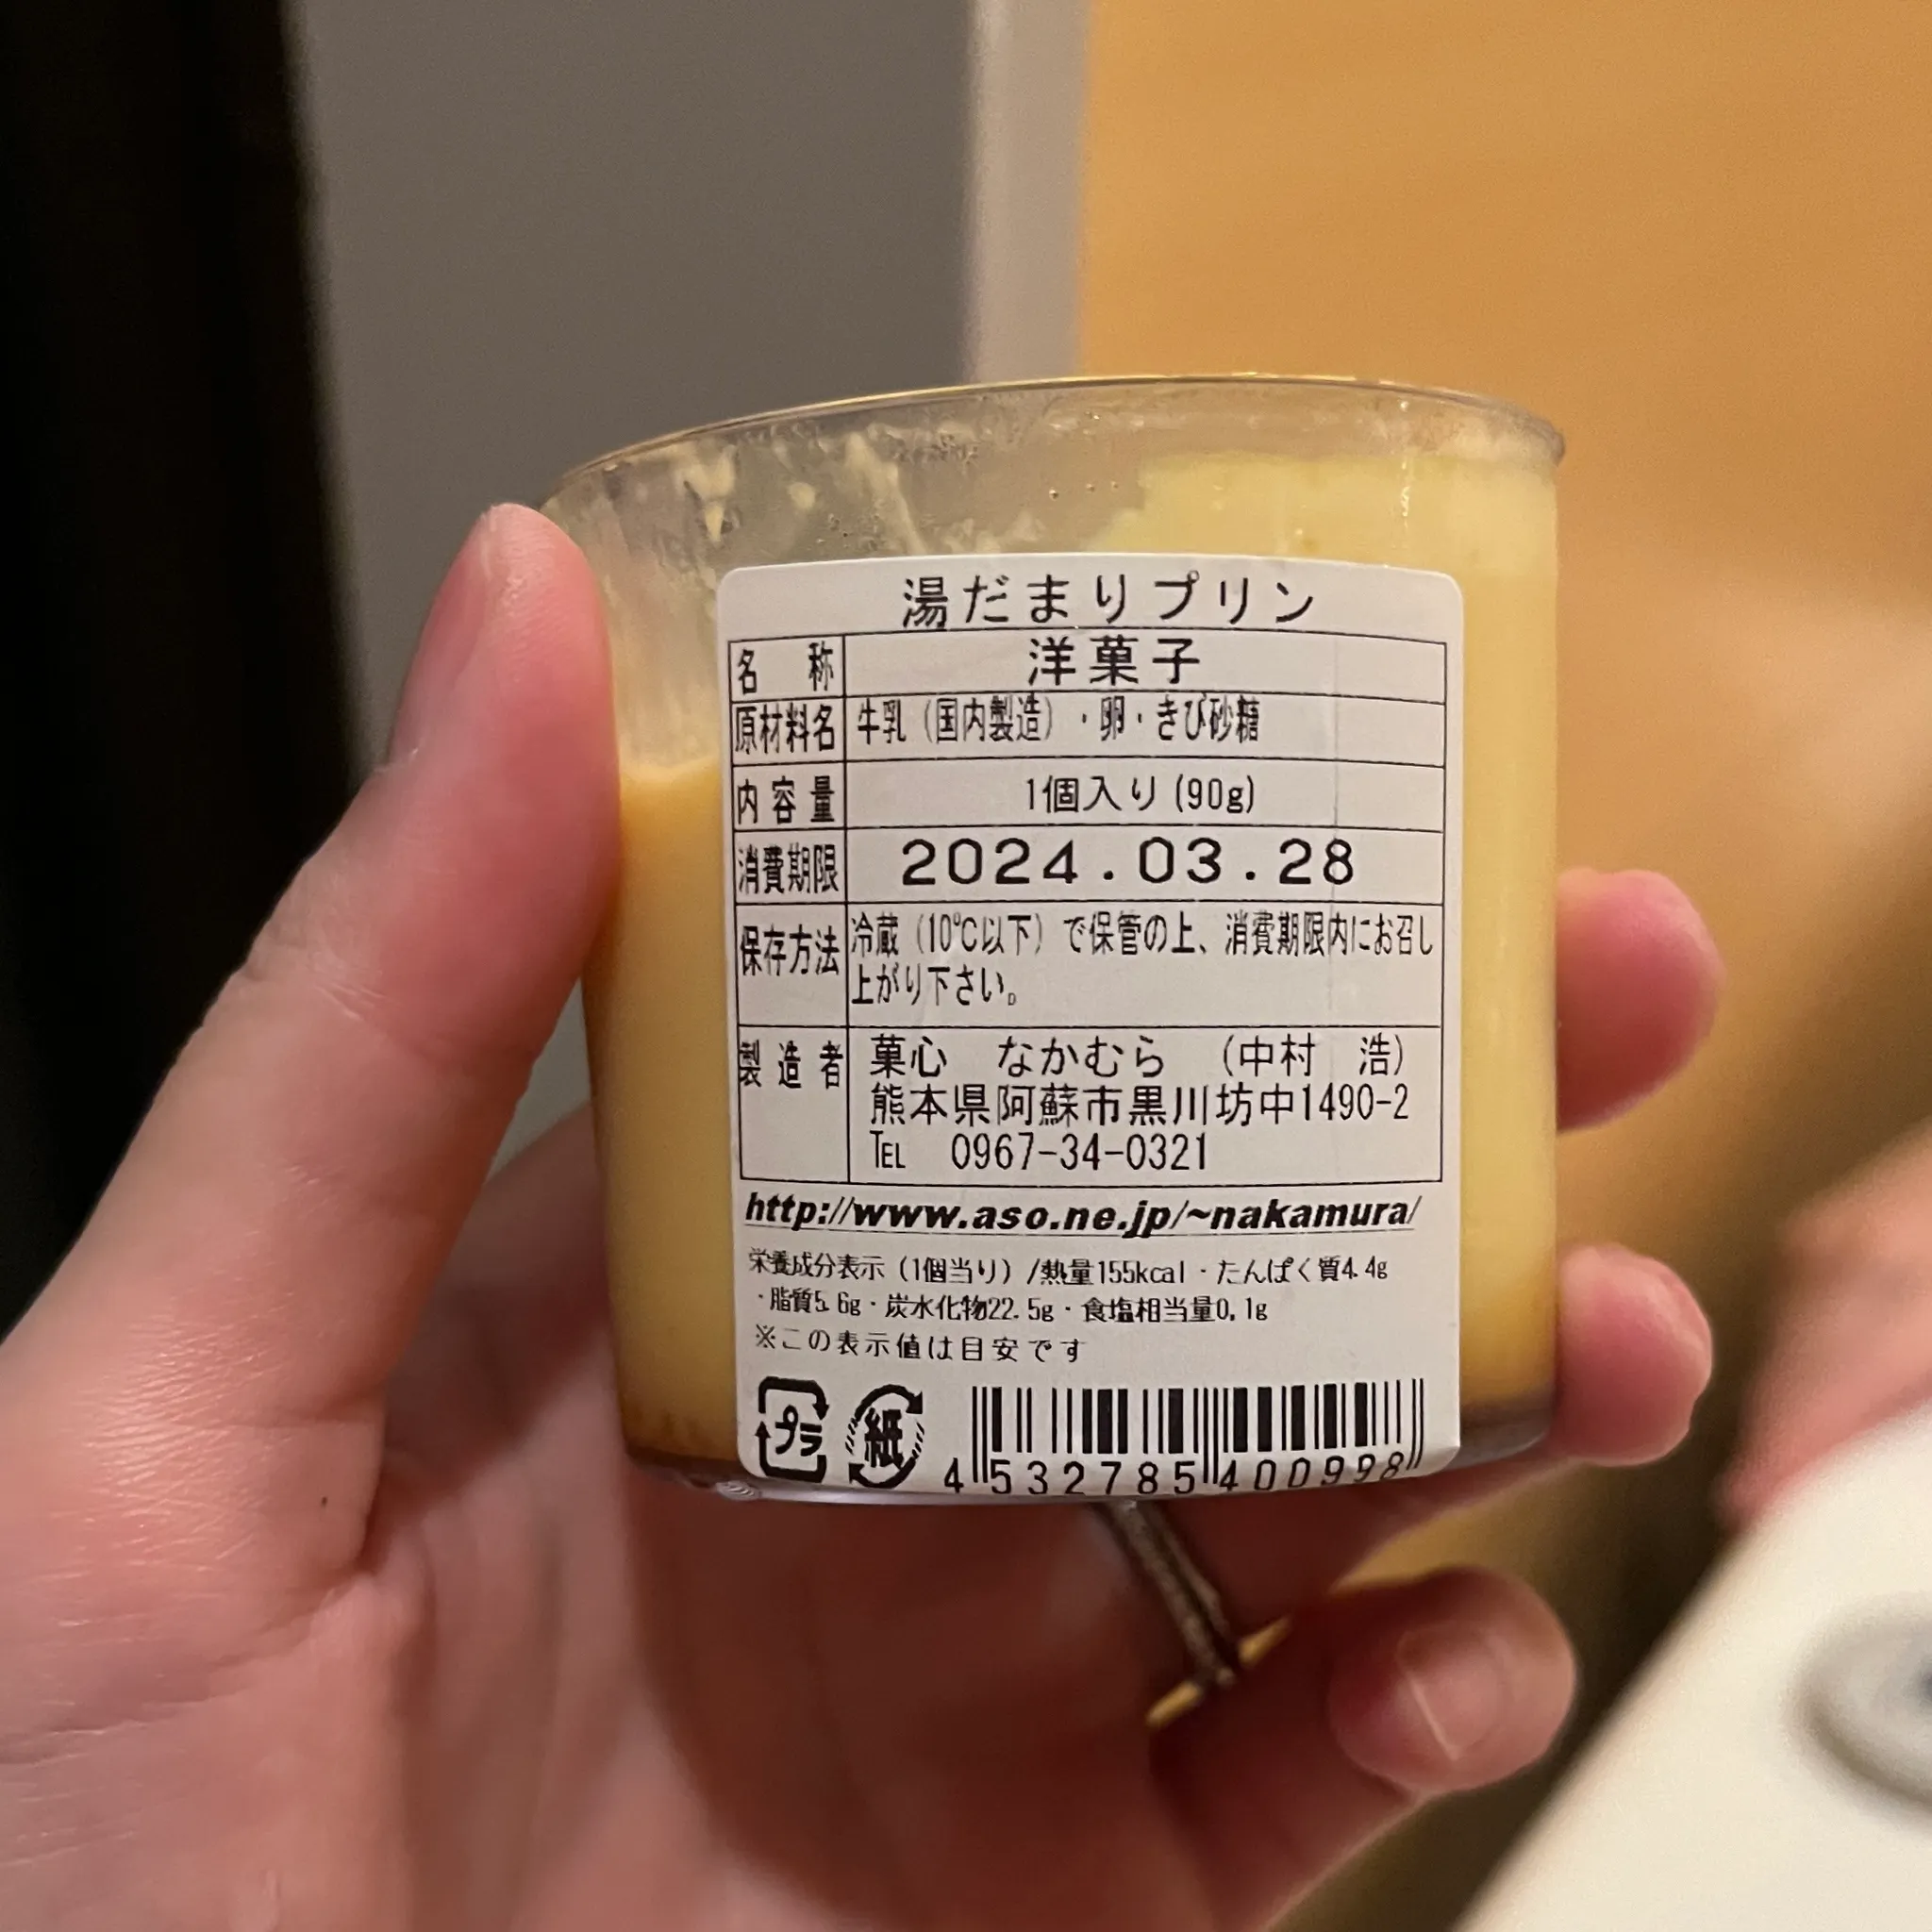 湯だまりプリン
名 称 洋菓子
原材料名 牛乳（国内製造）・卵・きび砂糖
内容量 1個入り(90g)
消費期限 2024.03.28
保存方法 冷蔵（10℃以下）で保管の上、消費期限内にお召し
上がり下さい。
製造者 菓心 なかむら （中村 浩）
熊本県阿蘇市黒川坊中1490-2
TEL 0967-34-0321
http://www.aso.ne.jp/~nakamura/
栄養成分表示（1個当り）/熱量155kcal・たんぱく質4.4g
・脂質5.6g・炭水化物22.5g・食塩相当量0.1g
※この表示値は目安です
プラ 紙
4532785400998